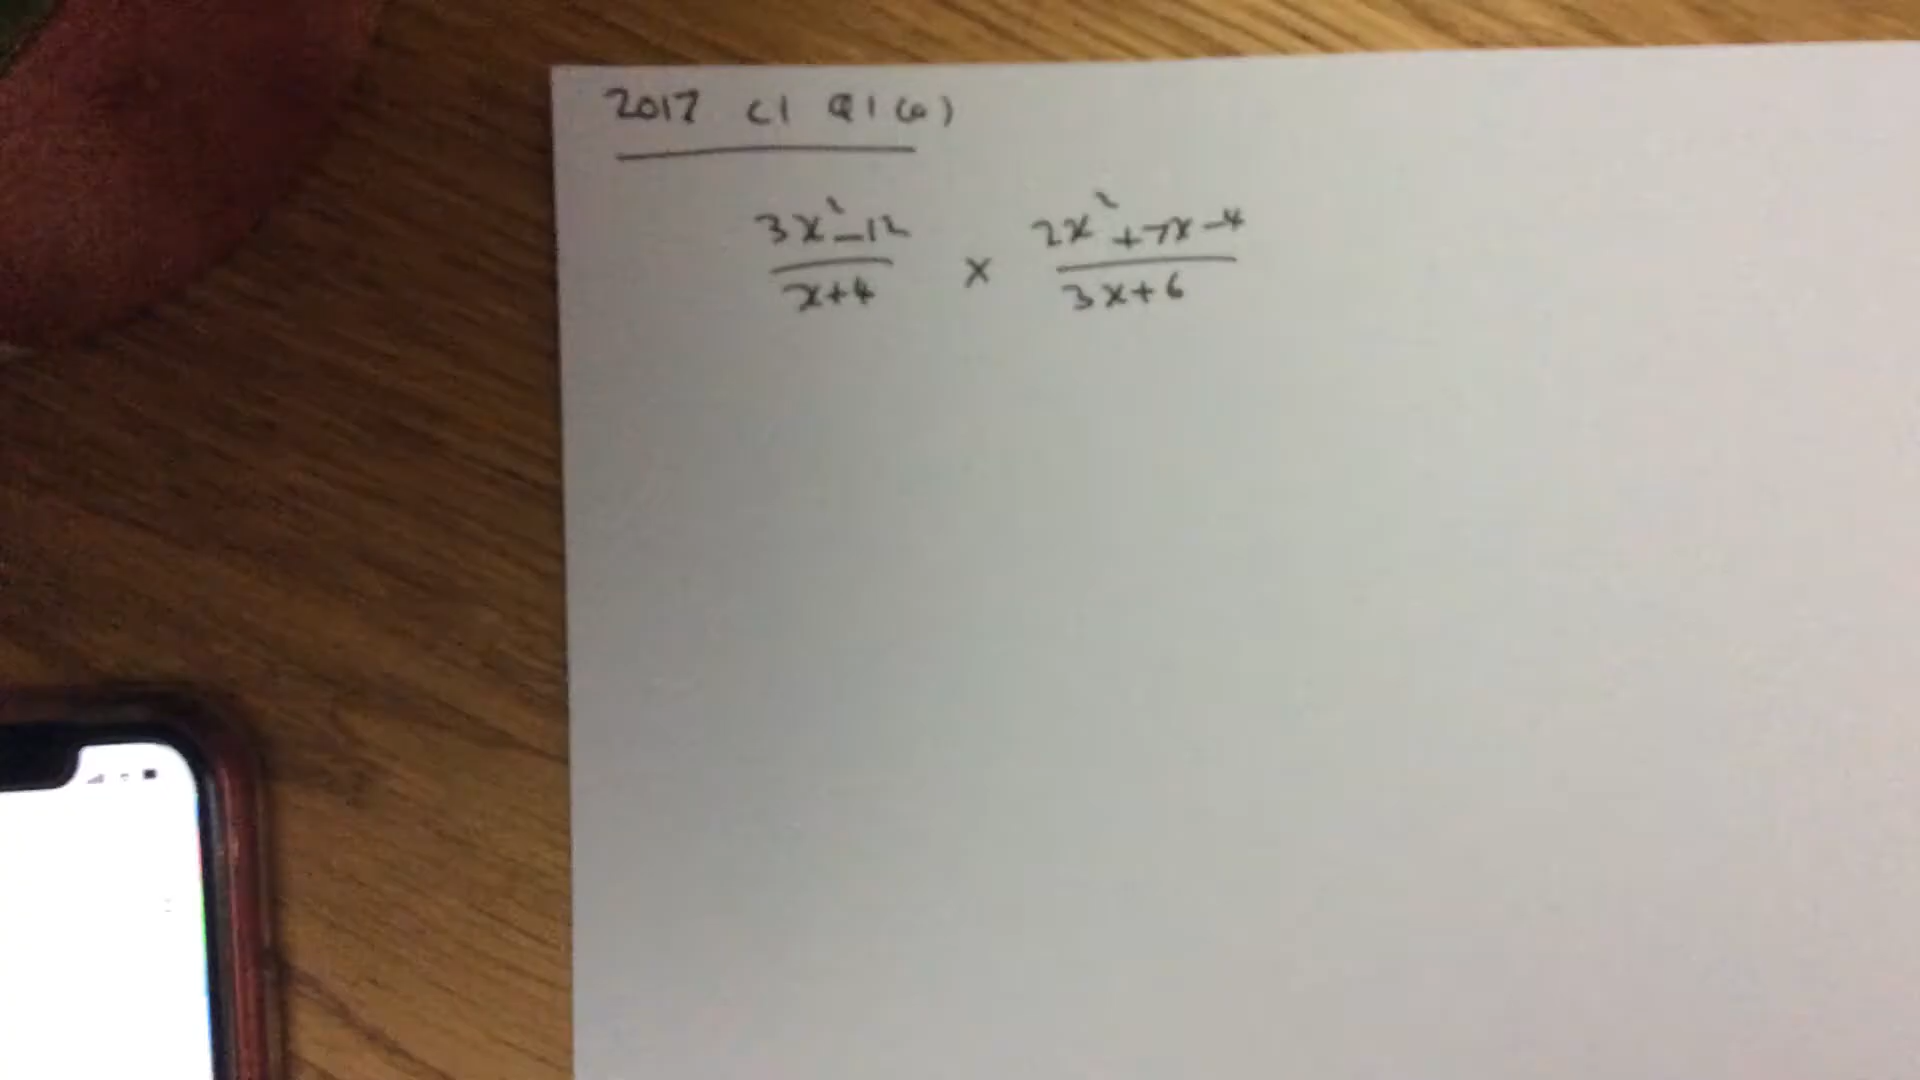 2017 C1 Q1(a)
3x²-12 / x+4 × 2x²+7x-4 / 3x+6